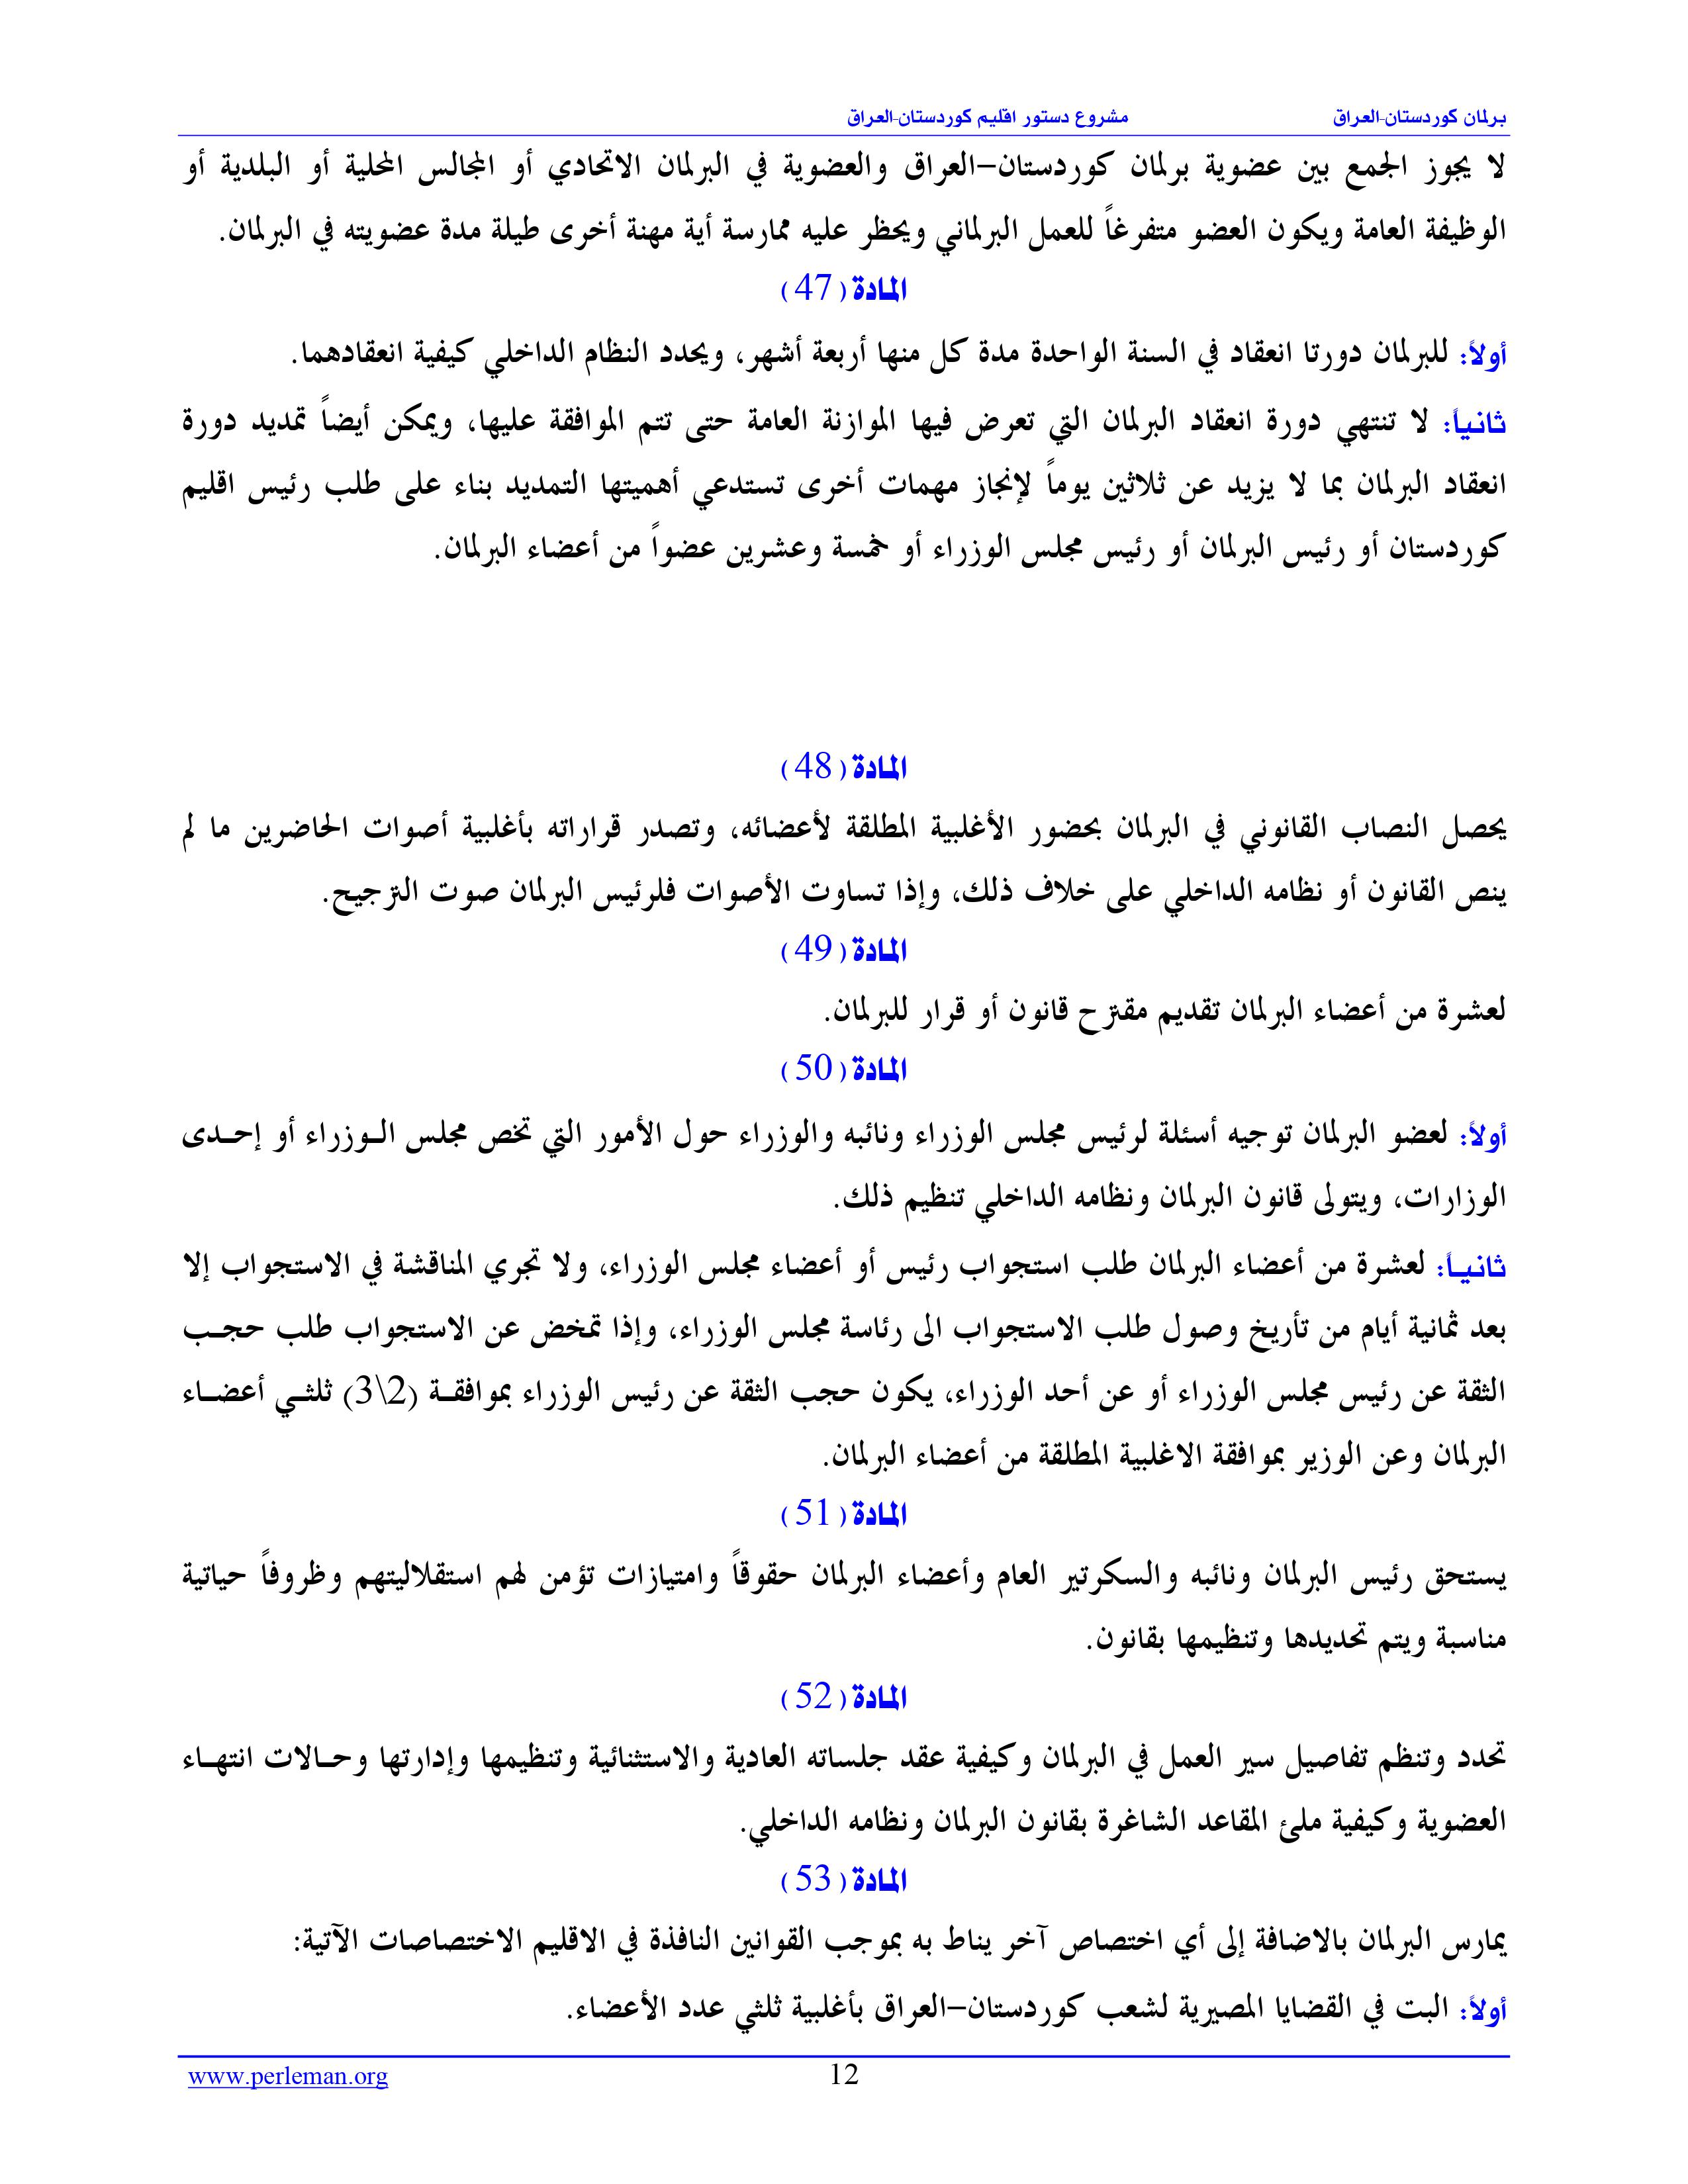 برلمان كوردستان-العراق مشروع دستور اقليم كوردستان-العراق
لا يجوز الجمع بين عضوية برلمان كوردستان–العراق والعضوية في البرلمان الاتحادي أو المجالس المحلية أو البلدية أو
الوظيفة العامة ويكون العضو متفرغاً للعمل البرلماني ويحظر عليه ممارسة أية مهنة أخرى طيلة مدة عضويته في البرلمان.
المادة (47)
أولاً: للبرلمان دورتا انعقاد في السنة الواحدة مدة كل منها أربعة أشهر، ويحدد النظام الداخلي كيفية انعقادهما.
ثانياً: لا تنتهي دورة انعقاد البرلمان التي تعرض فيها الموازنة العامة حتى تتم الموافقة عليها، ويمكن أيضاً تمديد دورة
انعقاد البرلمان بما لا يزيد عن ثلاثين يوماً لإنجاز مهمات أخرى تستدعي أهميتها التمديد بناء على طلب رئيس اقليم
كوردستان أو رئيس البرلمان أو رئيس مجلس الوزراء أو خمسة وعشرين عضواً من أعضاء البرلمان.
المادة (48)
يحصل النصاب القانوني في البرلمان بحضور الأغلبية المطلقة لأعضائه، وتصدر قراراته بأغلبية أصوات الحاضرين ما لم
ينص القانون أو نظامه الداخلي على خلاف ذلك، وإذا تساوت الأصوات فلرئيس البرلمان صوت الترجيح.
المادة (49)
لعشرة من أعضاء البرلمان تقديم مقترح قانون أو قرار للبرلمان.
المادة (50)
أولاً: لعضو البرلمان توجيه أسئلة لرئيس مجلس الوزراء ونائبه والوزراء حول الأمور التي تخص مجلس الـوزراء أو إحـدى
الوزارات، ويتولى قانون البرلمان ونظامه الداخلي تنظيم ذلك.
ثانيـاً: لعشرة من أعضاء البرلمان طلب استجواب رئيس أو أعضاء مجلس الوزراء، ولا تجري المناقشة في الاستجواب إلا
بعد ثمانية أيام من تأريخ وصول طلب الاستجواب الى رئاسة مجلس الوزراء، وإذا تمخض عن الاستجواب طلب حجـب
الثقة عن رئيس مجلس الوزراء أو عن أحد الوزراء، يكون حجب الثقة عن رئيس الوزراء بموافقـة (2\3) ثلثـي أعضـاء
البرلمان وعن الوزير بموافقة الاغلبية المطلقة من أعضاء البرلمان.
المادة (51)
يستحق رئيس البرلمان ونائبه والسكرتير العام وأعضاء البرلمان حقوقاً وامتيازات تؤمن لهم استقلاليتهم وظروفاً حياتية
مناسبة ويتم تحديدها وتنظيمها بقانون.
المادة (52)
تحدد وتنظم تفاصيل سير العمل في البرلمان وكيفية عقد جلساته العادية والاستثنائية وتنظيمها وإدارتها وحـالات انتهـاء
العضوية وكيفية ملئ المقاعد الشاغرة بقانون البرلمان ونظامه الداخلي.
المادة (53)
يمارس البرلمان بالاضافة إلى أي اختصاص آخر يناط به بموجب القوانين النافذة في الاقليم الاختصاصات الآتية:
أولاً: البت في القضايا المصيرية لشعب كوردستان–العراق بأغلبية ثلثي عدد الأعضاء.
www.perleman.org 12